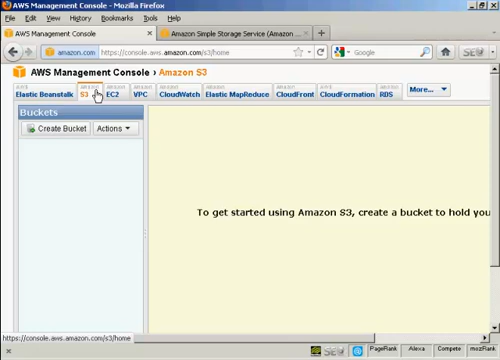 AWS Management Console - Mozilla Firefox
File Edit View History Bookmarks Tools Help
AWS Management Console × Amazon Simple Storage Service (Amazon ... × +
amazon.com https://console.aws.amazon.com/s3/home Google
AWS Management Console › Amazon S3
Elastic Beanstalk S3 EC2 VPC CloudWatch Elastic MapReduce CloudFront CloudFormation RDS More...
Buckets
Create Bucket Actions
To get started using Amazon S3, create a bucket to hold you
https://console.aws.amazon.com/s3/home
× PageRank Alexa Compete mozRank